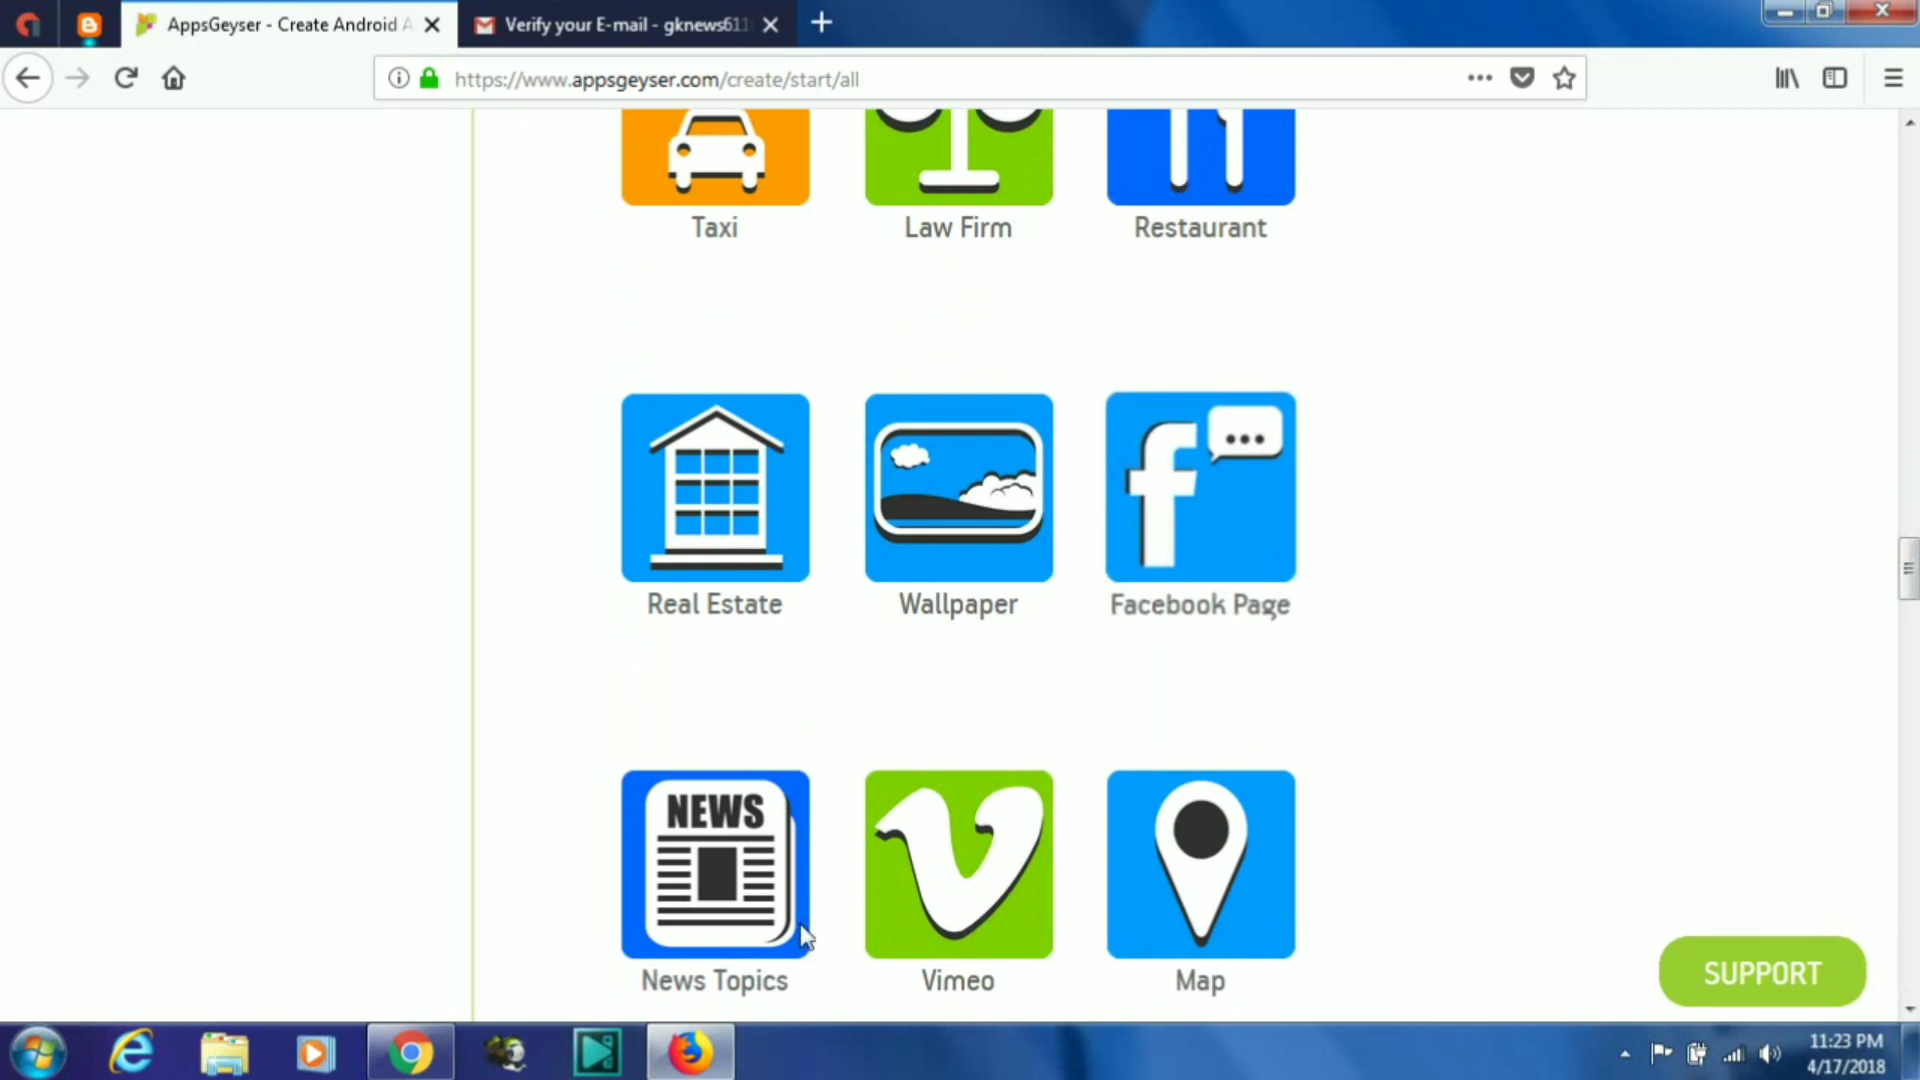 AppsGeyser - Create Android A
Verify your E-mail - gknews611
https://www.appsgeyser.com/create/start/all
Taxi
Law Firm
Restaurant
Real Estate
Wallpaper
Facebook Page
NEWS
News Topics
Vimeo
Map
SUPPORT
11:23 PM
4/17/2018